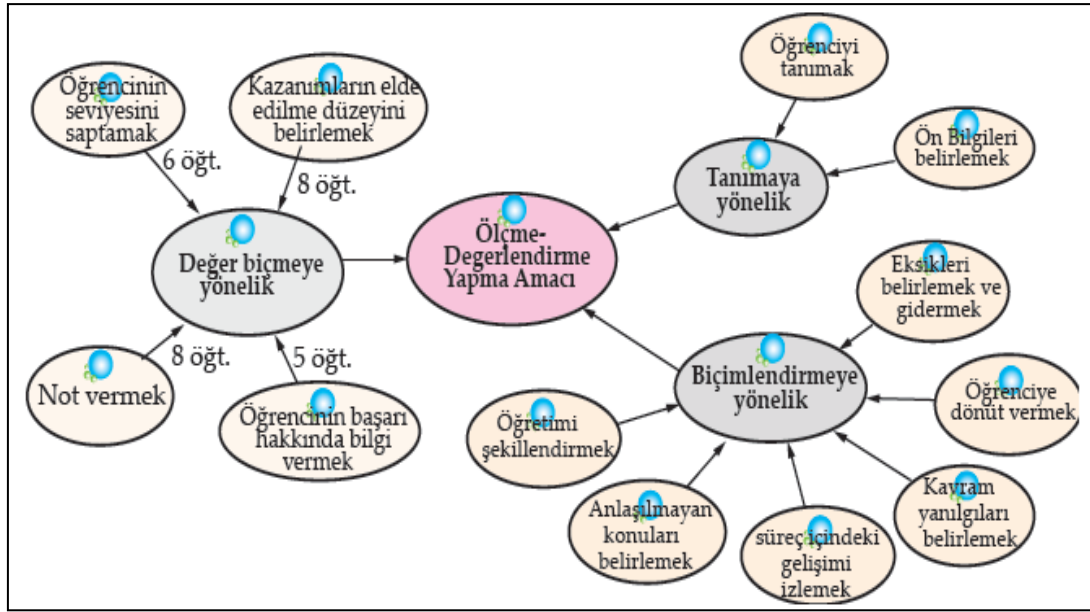 Öğrencinin
seviyesini
saptamak
Kazanımların elde
edilme düzeyini
belirlemek
6 öğt.
8 öğt.
Değer biçmeye
yönelik
8 öğt.
5 öğt.
Not vermek
Öğrencinin başarı
hakkında bilgi
vermek
Ölçme-
Degerlendirme
Yapma Amacı
Öğrenciyi
tanımak
Ön Bilgileri
belirlemek
Tanımaya
yönelik
Eksikleri
belirlemek ve
gidermek
Biçimlendirmeye
yönelik
Öğrenciye
dönüt vermek
Öğretimi
şekillendirmek
Anlaşılmayan
konuları
belirlemek
süreç içindeki
gelişimi
izlemek
Kavram
yanılgıları
belirlemek